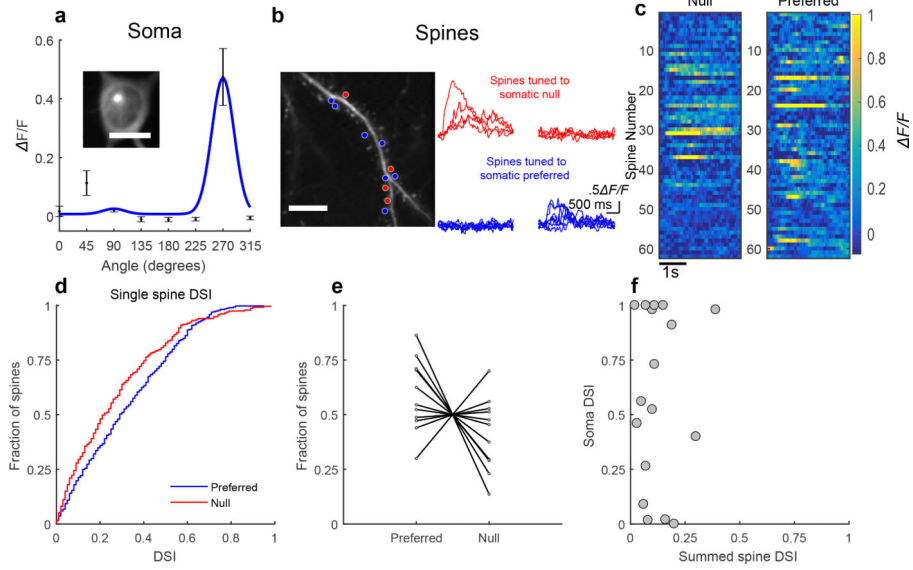 a
Soma
ΔF/F
0.6
0.4
0.2
0
0 45 90 135 180 225 270 315
Angle (degrees)
b
Spines
Spines tuned to
somatic null
Spines tuned to
somatic preferred
.5ΔF/F
500 ms
c
Null
Preferred
Spine Number
10
20
30
40
50
60
10
20
30
40
50
60
1s
1
0.8
0.6
0.4
0.2
0
ΔF/F
d
Single spine DSI
Fraction of spines
1
0.75
0.5
0.25
0
0 0.2 0.4 0.6 0.8 1
DSI
Preferred
Null
e
Fraction of spines
1
0.75
0.5
0.25
0
Preferred Null
f
Soma DSI
1
0.75
0.5
0.25
0
0 0.25 0.5 0.75 1
Summed spine DSI